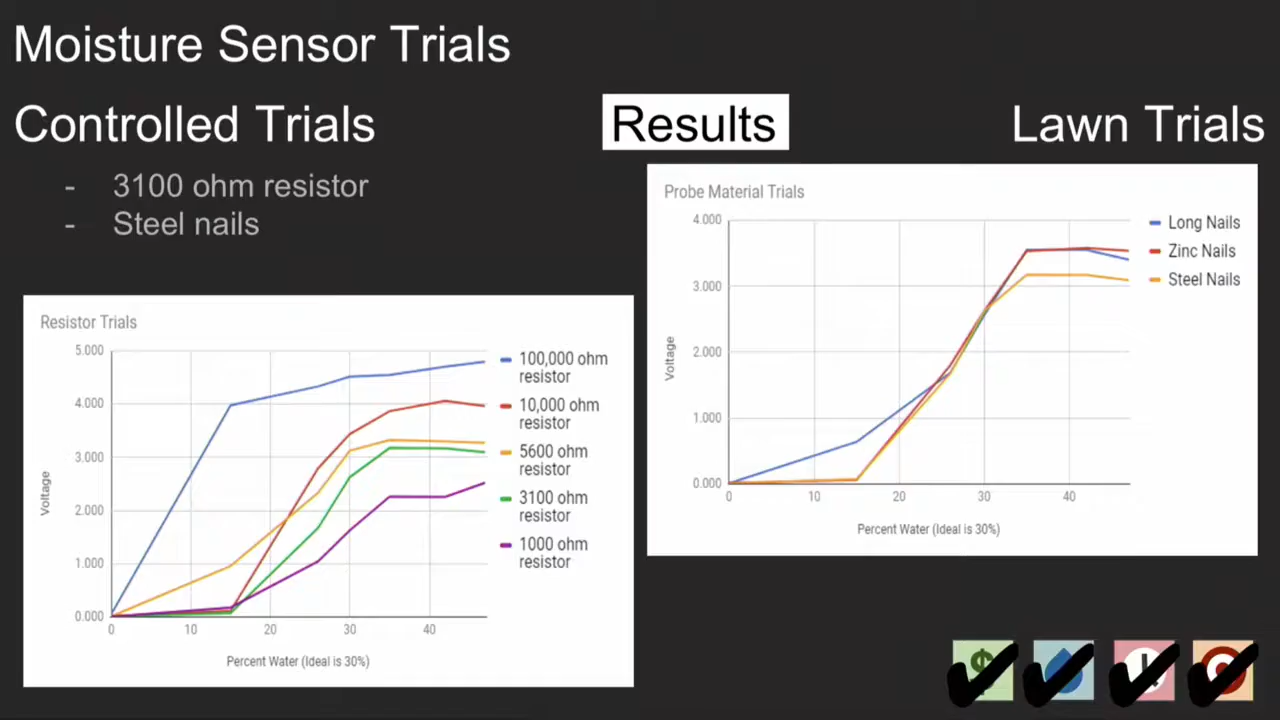 Moisture Sensor Trials
Controlled Trials
Results
Lawn Trials
- 3100 ohm resistor
- Steel nails
Resistor Trials
5.000
4.000
3.000
2.000
1.000
0.000
Voltage
0 10 20 30 40
Percent Water (Ideal is 30%)
100,000 ohm
resistor
10,000 ohm
resistor
5600 ohm
resistor
3100 ohm
resistor
1000 ohm
resistor
Probe Material Trials
4.000
3.000
2.000
1.000
0.000
Voltage
0 10 20 30 40
Percent Water (Ideal is 30%)
Long Nails
Zinc Nails
Steel Nails
$